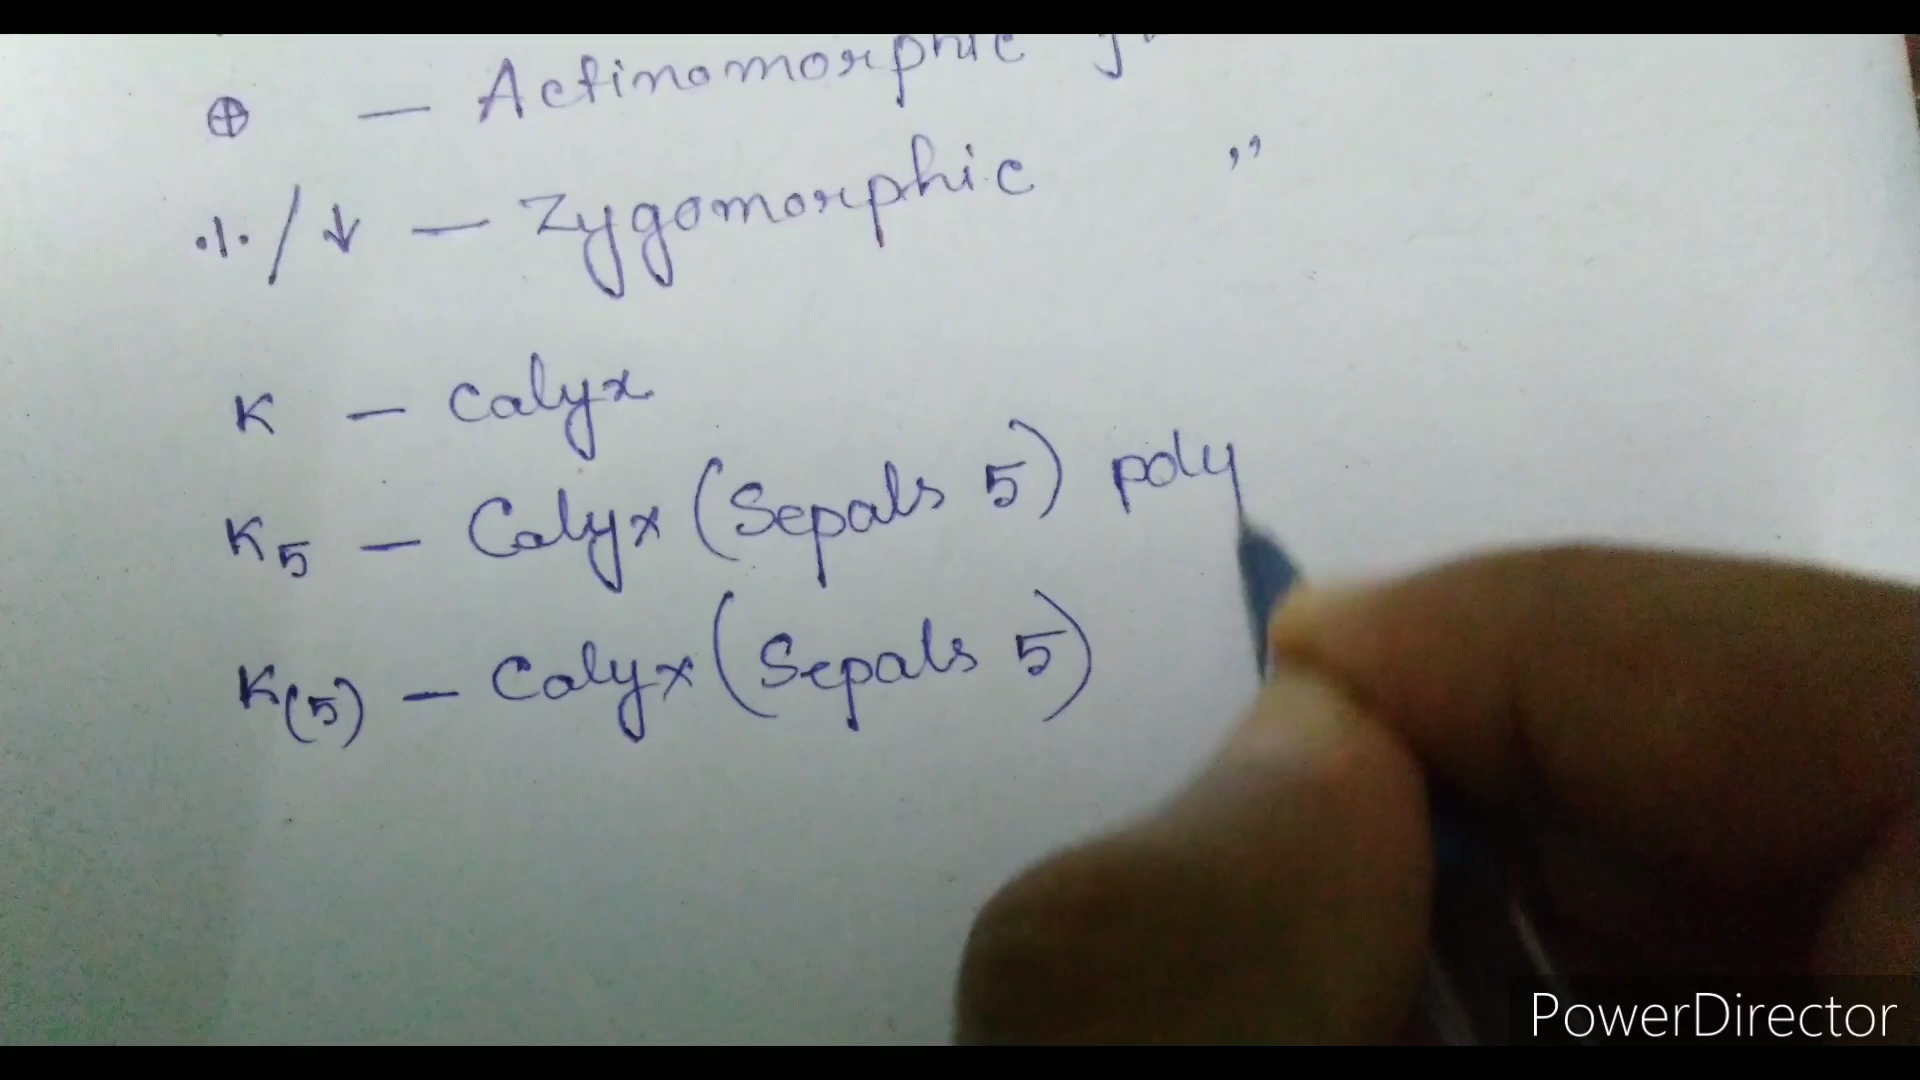 ⊕ — Actinomorphic
·|· / ↓ — Zygomorphic ”
K — Calyx
K5 — Calyx (Sepals 5) poly
K(5) — Calyx (Sepals 5)
PowerDirector